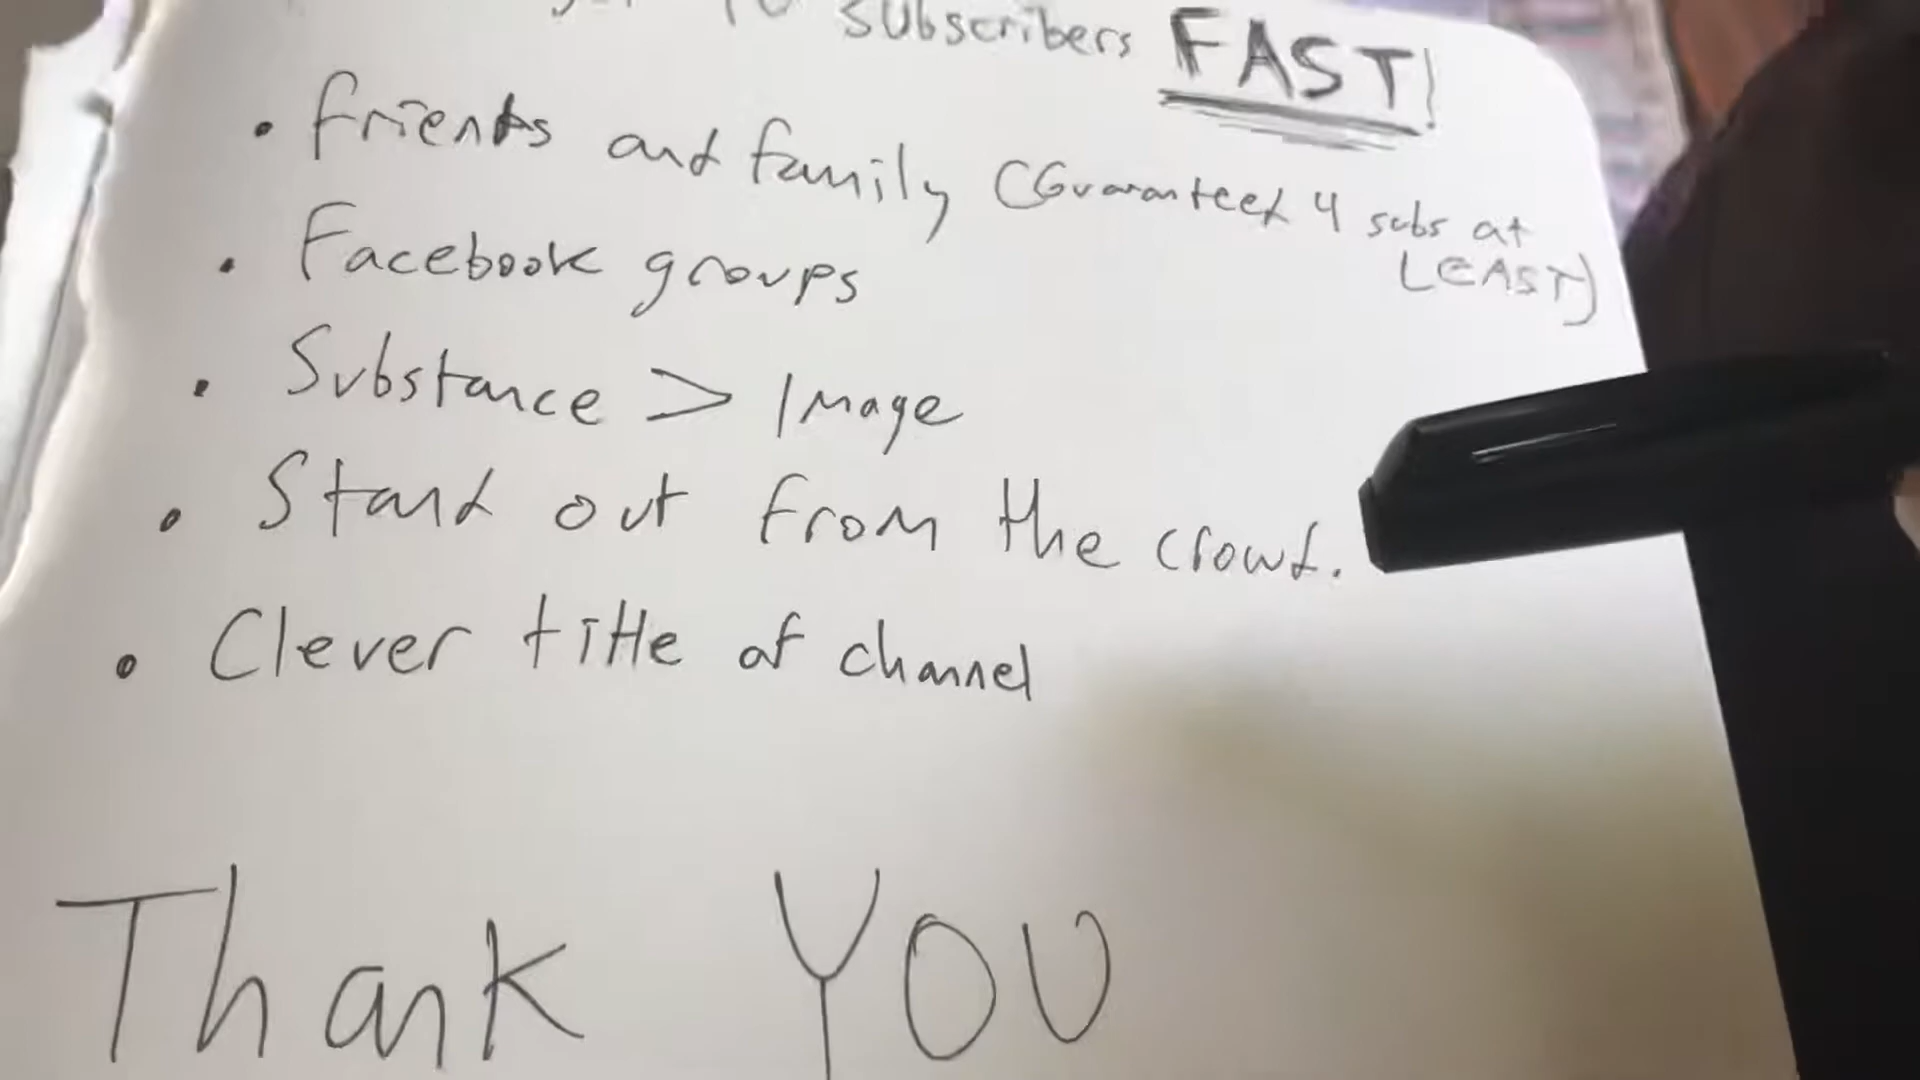 subscribers FAST!
• friends and family (Guaranteed 4 subs at
LEAST)
• Facebook groups
• Substance > Image
• Stand out from the crowd.
• Clever title of channel
Thank YOU